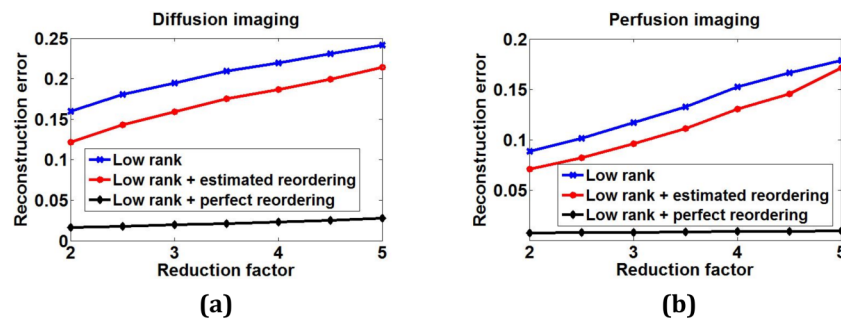 Diffusion imaging
0.25
0.2
0.15
0.1
0.05
0
Reconstruction error
Low rank
Low rank + estimated reordering
Low rank + perfect reordering
2 3 4 5
Reduction factor
(a)
Perfusion imaging
0.2
0.15
0.1
0.05
Reconstruction error
Low rank
Low rank + estimated reordering
Low rank + perfect reordering
2 3 4 5
Reduction factor
(b)